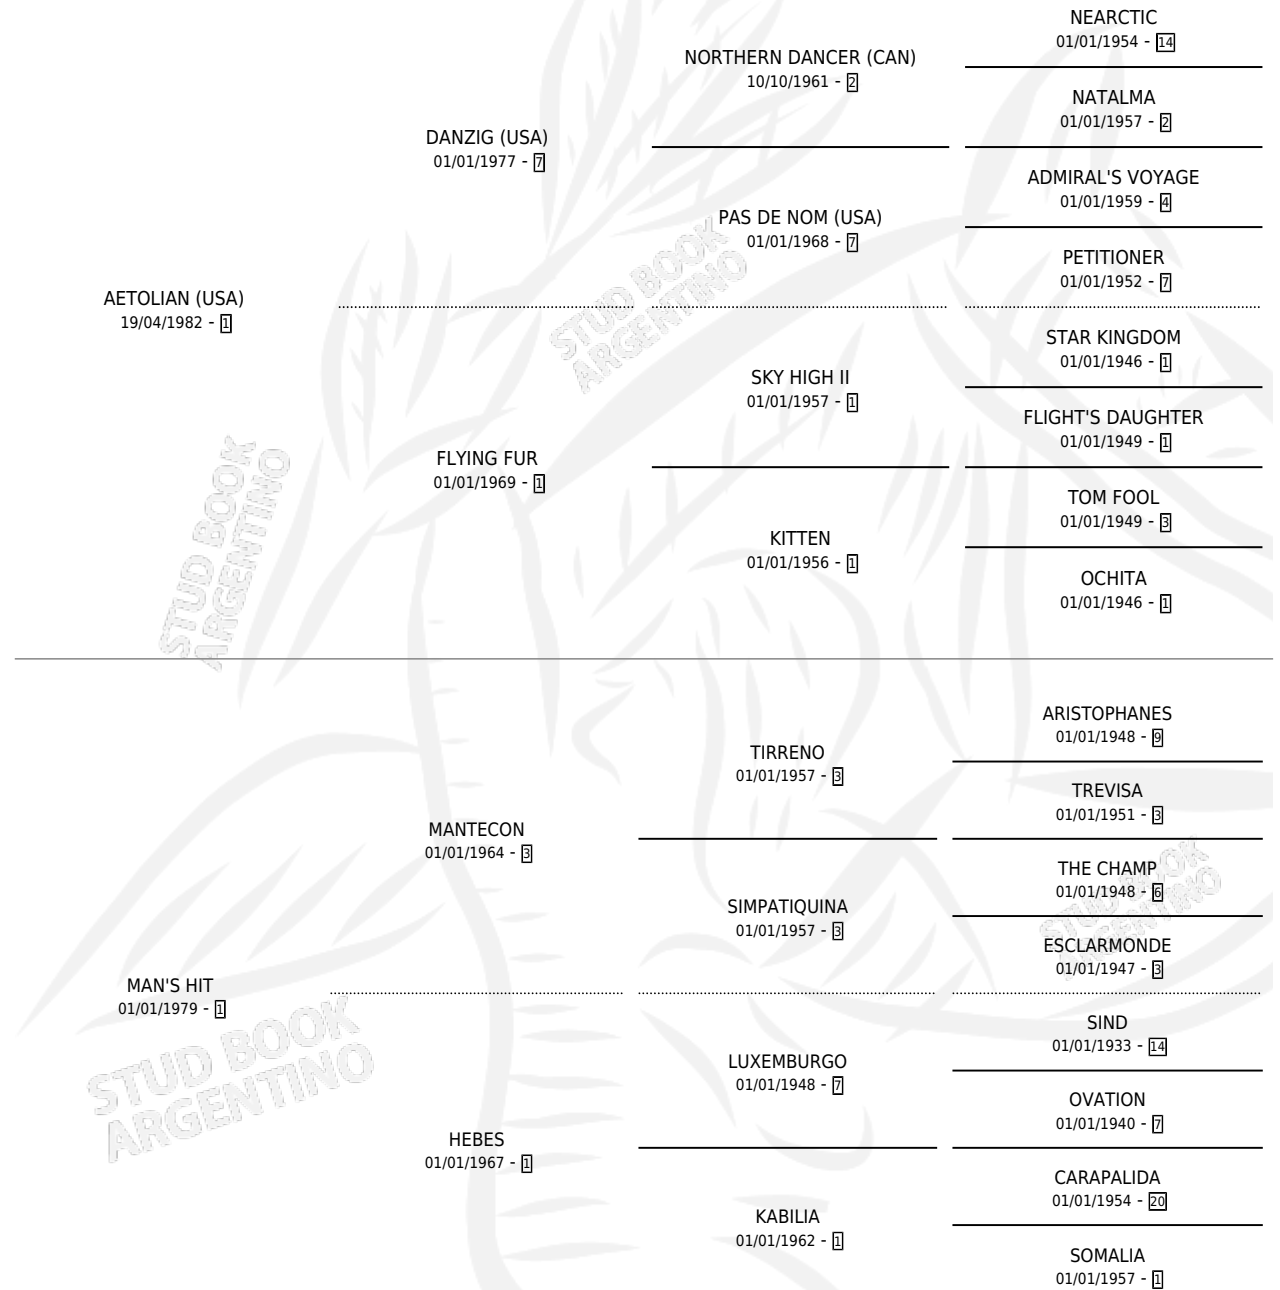 NEARCTIC
01/01/1954 - 14
NORTHERN DANCER (CAN)
10/10/1961 - 2
NATALMA
01/01/1957 - 2
DANZIG (USA)
01/01/1977 - 7
ADMIRAL'S VOYAGE
01/01/1959 - 4
PAS DE NOM (USA)
01/01/1968 - 7
PETITIONER
01/01/1952 - 7
AETOLIAN (USA)
19/04/1982 - 1
STAR KINGDOM
01/01/1946 - 1
SKY HIGH II
01/01/1957 - 1
FLIGHT'S DAUGHTER
01/01/1949 - 1
FLYING FUR
01/01/1969 - 1
TOM FOOL
01/01/1949 - 3
KITTEN
01/01/1956 - 1
OCHITA
01/01/1946 - 1
STUD BOOK
ARGENTINO
STUD BOOK
ARGENTINO
ARISTOPHANES
01/01/1948 - 9
TIRRENO
01/01/1957 - 3
TREVISA
01/01/1951 - 3
MANTECON
01/01/1964 - 3
THE CHAMP
01/01/1948 - 6
SIMPATIQUINA
01/01/1957 - 3
ESCLARMONDE
01/01/1947 - 3
MAN'S HIT
01/01/1979 - 1
SIND
01/01/1933 - 14
LUXEMBURGO
01/01/1948 - 7
OVATION
01/01/1940 - 7
HEBES
01/01/1967 - 1
CARAPALIDA
01/01/1954 - 20
KABILIA
01/01/1962 - 1
SOMALIA
01/01/1957 - 1
STUD BOOK
ARGENTINO
STUD BOOK
ARGENTINO